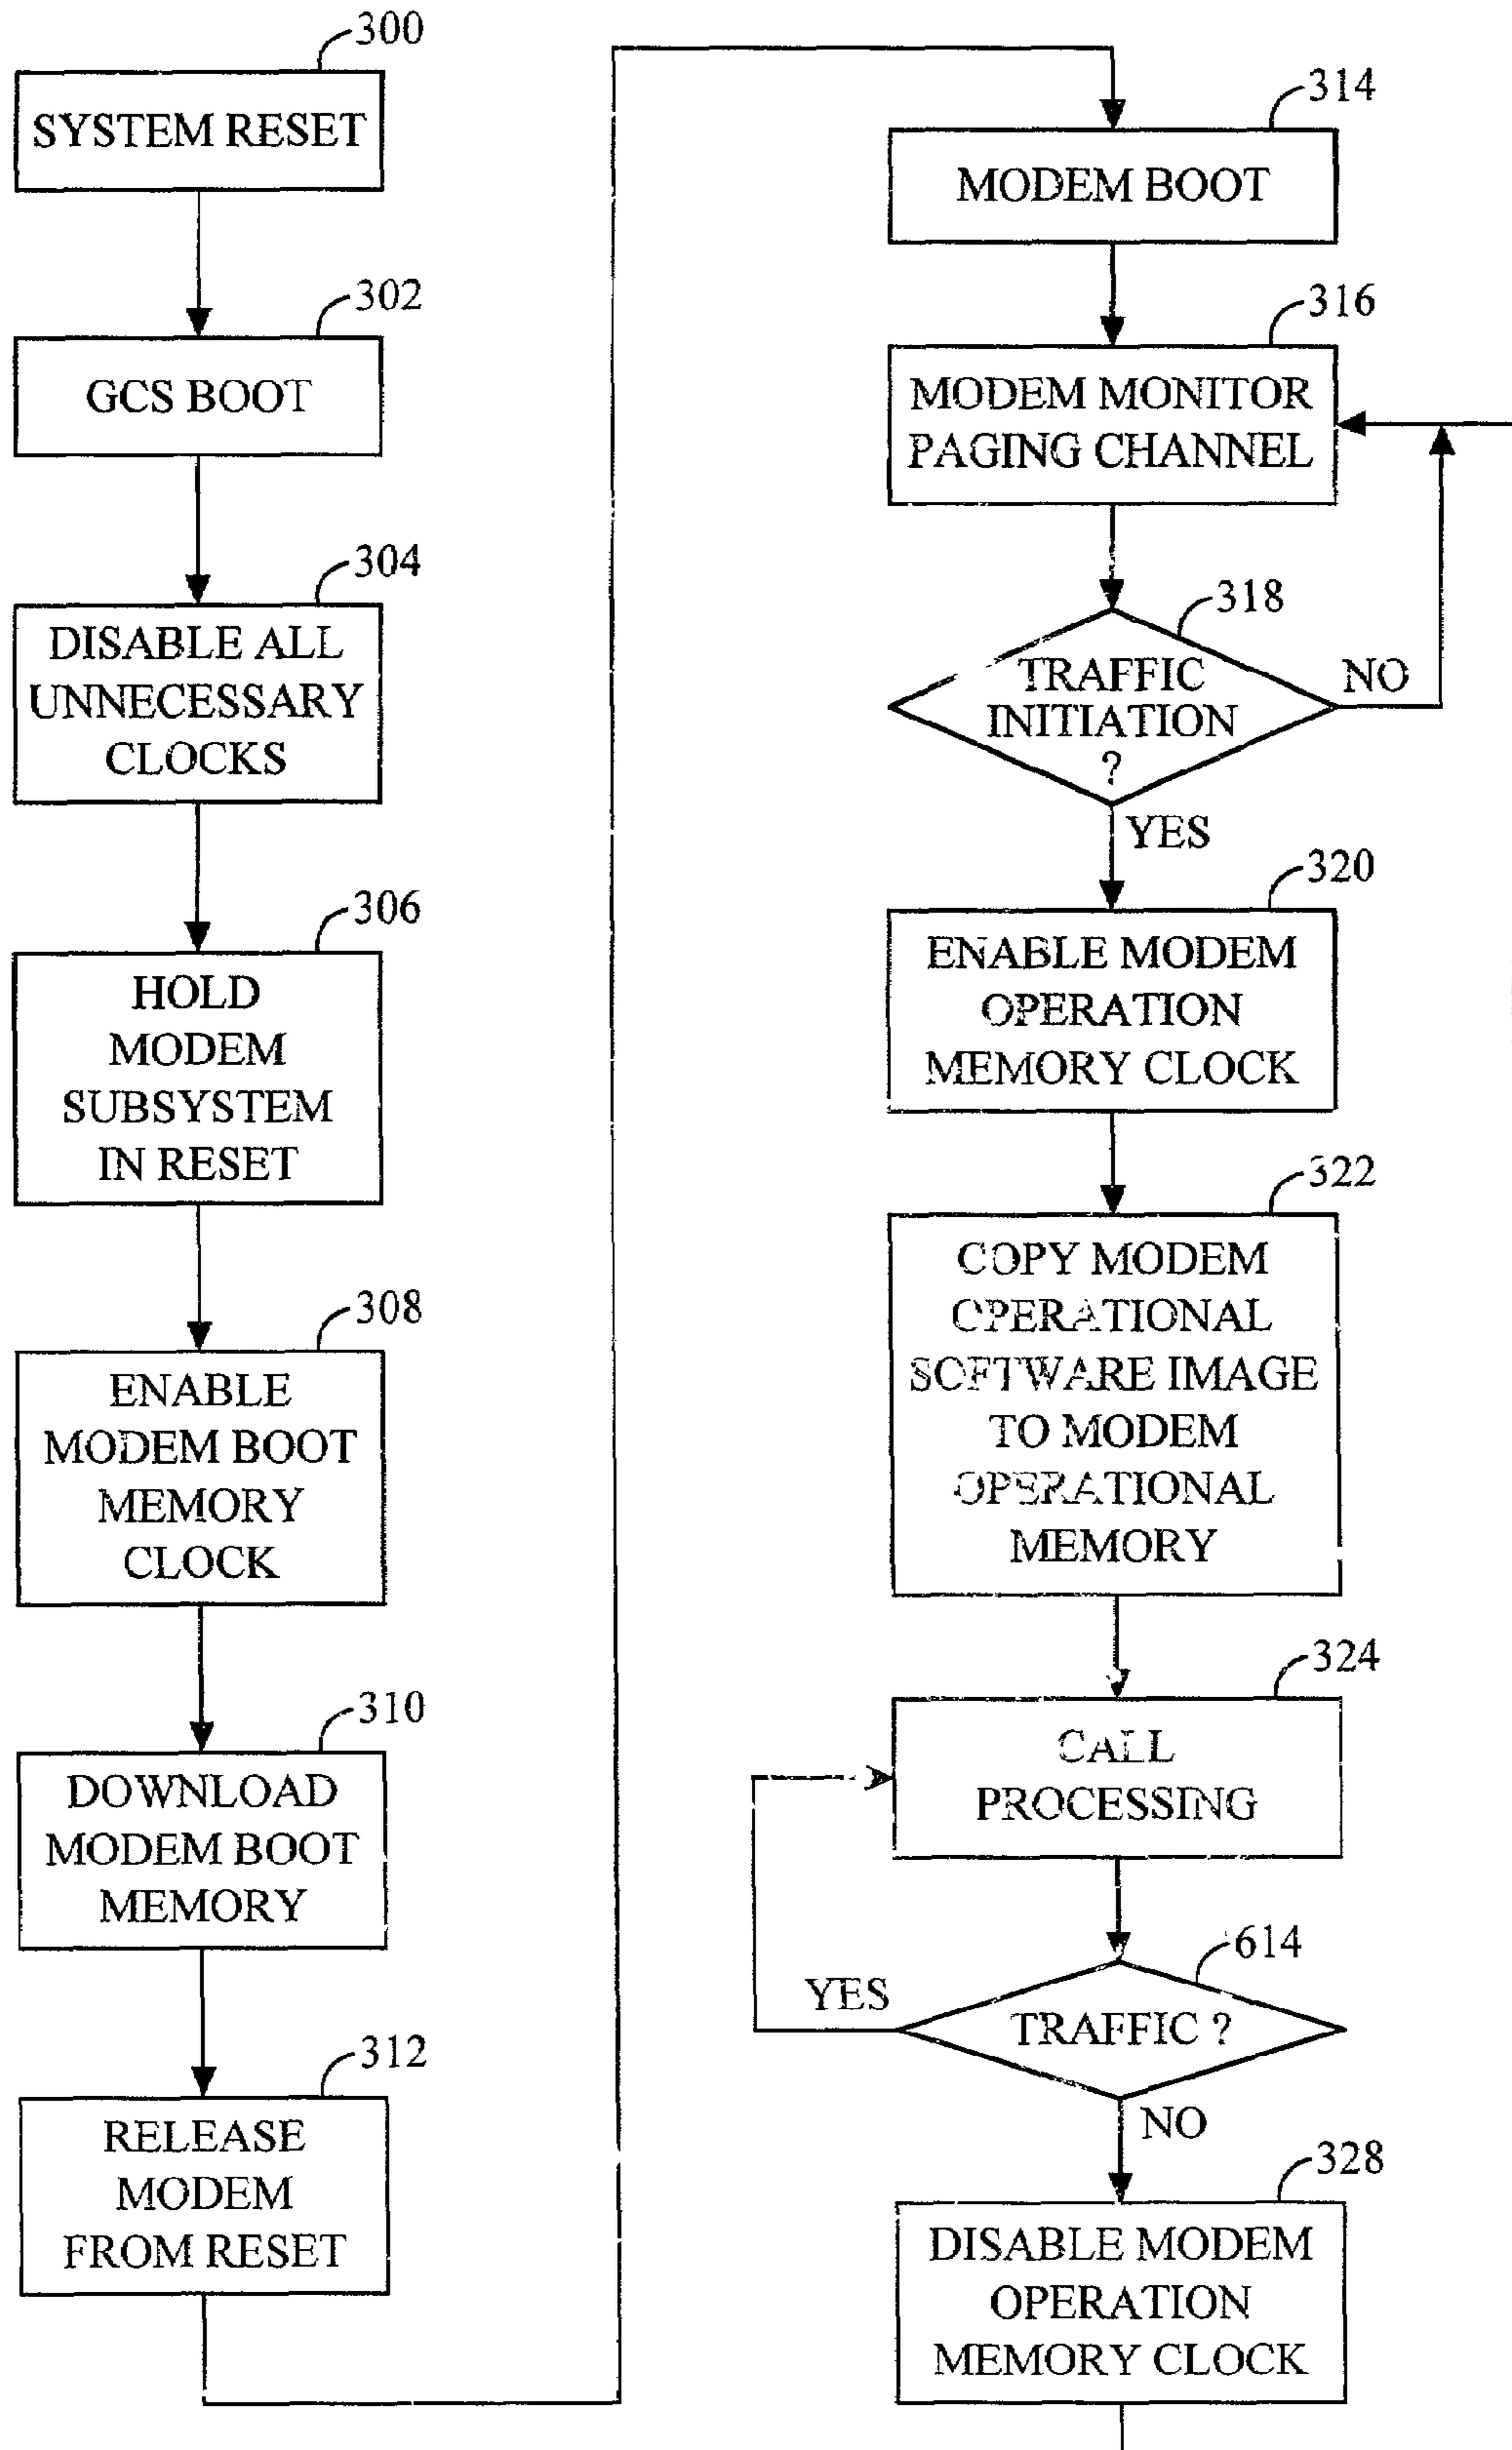 300
SYSTEM RESET
302
GCS BOOT
304
DISABLE ALL
UNNECESSARY
CLOCKS
306
HOLD
MODEM
SUBSYSTEM
IN RESET
308
ENABLE
MODEM BOOT
MEMORY
CLOCK
310
DOWNLOAD
MODEM BOOT
MEMORY
312
RELEASE
MODEM
FROM RESET
314
MODEM BOOT
316
MODEM MONITOR
PAGING CHANNEL
318
TRAFFIC
INITIATION
?
NO
YES
320
ENABLE MODEM
OPERATION
MEMORY CLOCK
322
COPY MODEM
OPERATIONAL
SOFTWARE IMAGE
TO MODEM
OPERATIONAL
MEMORY
324
CALL
PROCESSING
614
YES
TRAFFIC ?
NO
328
DISABLE MODEM
OPERATION
MEMORY CLOCK